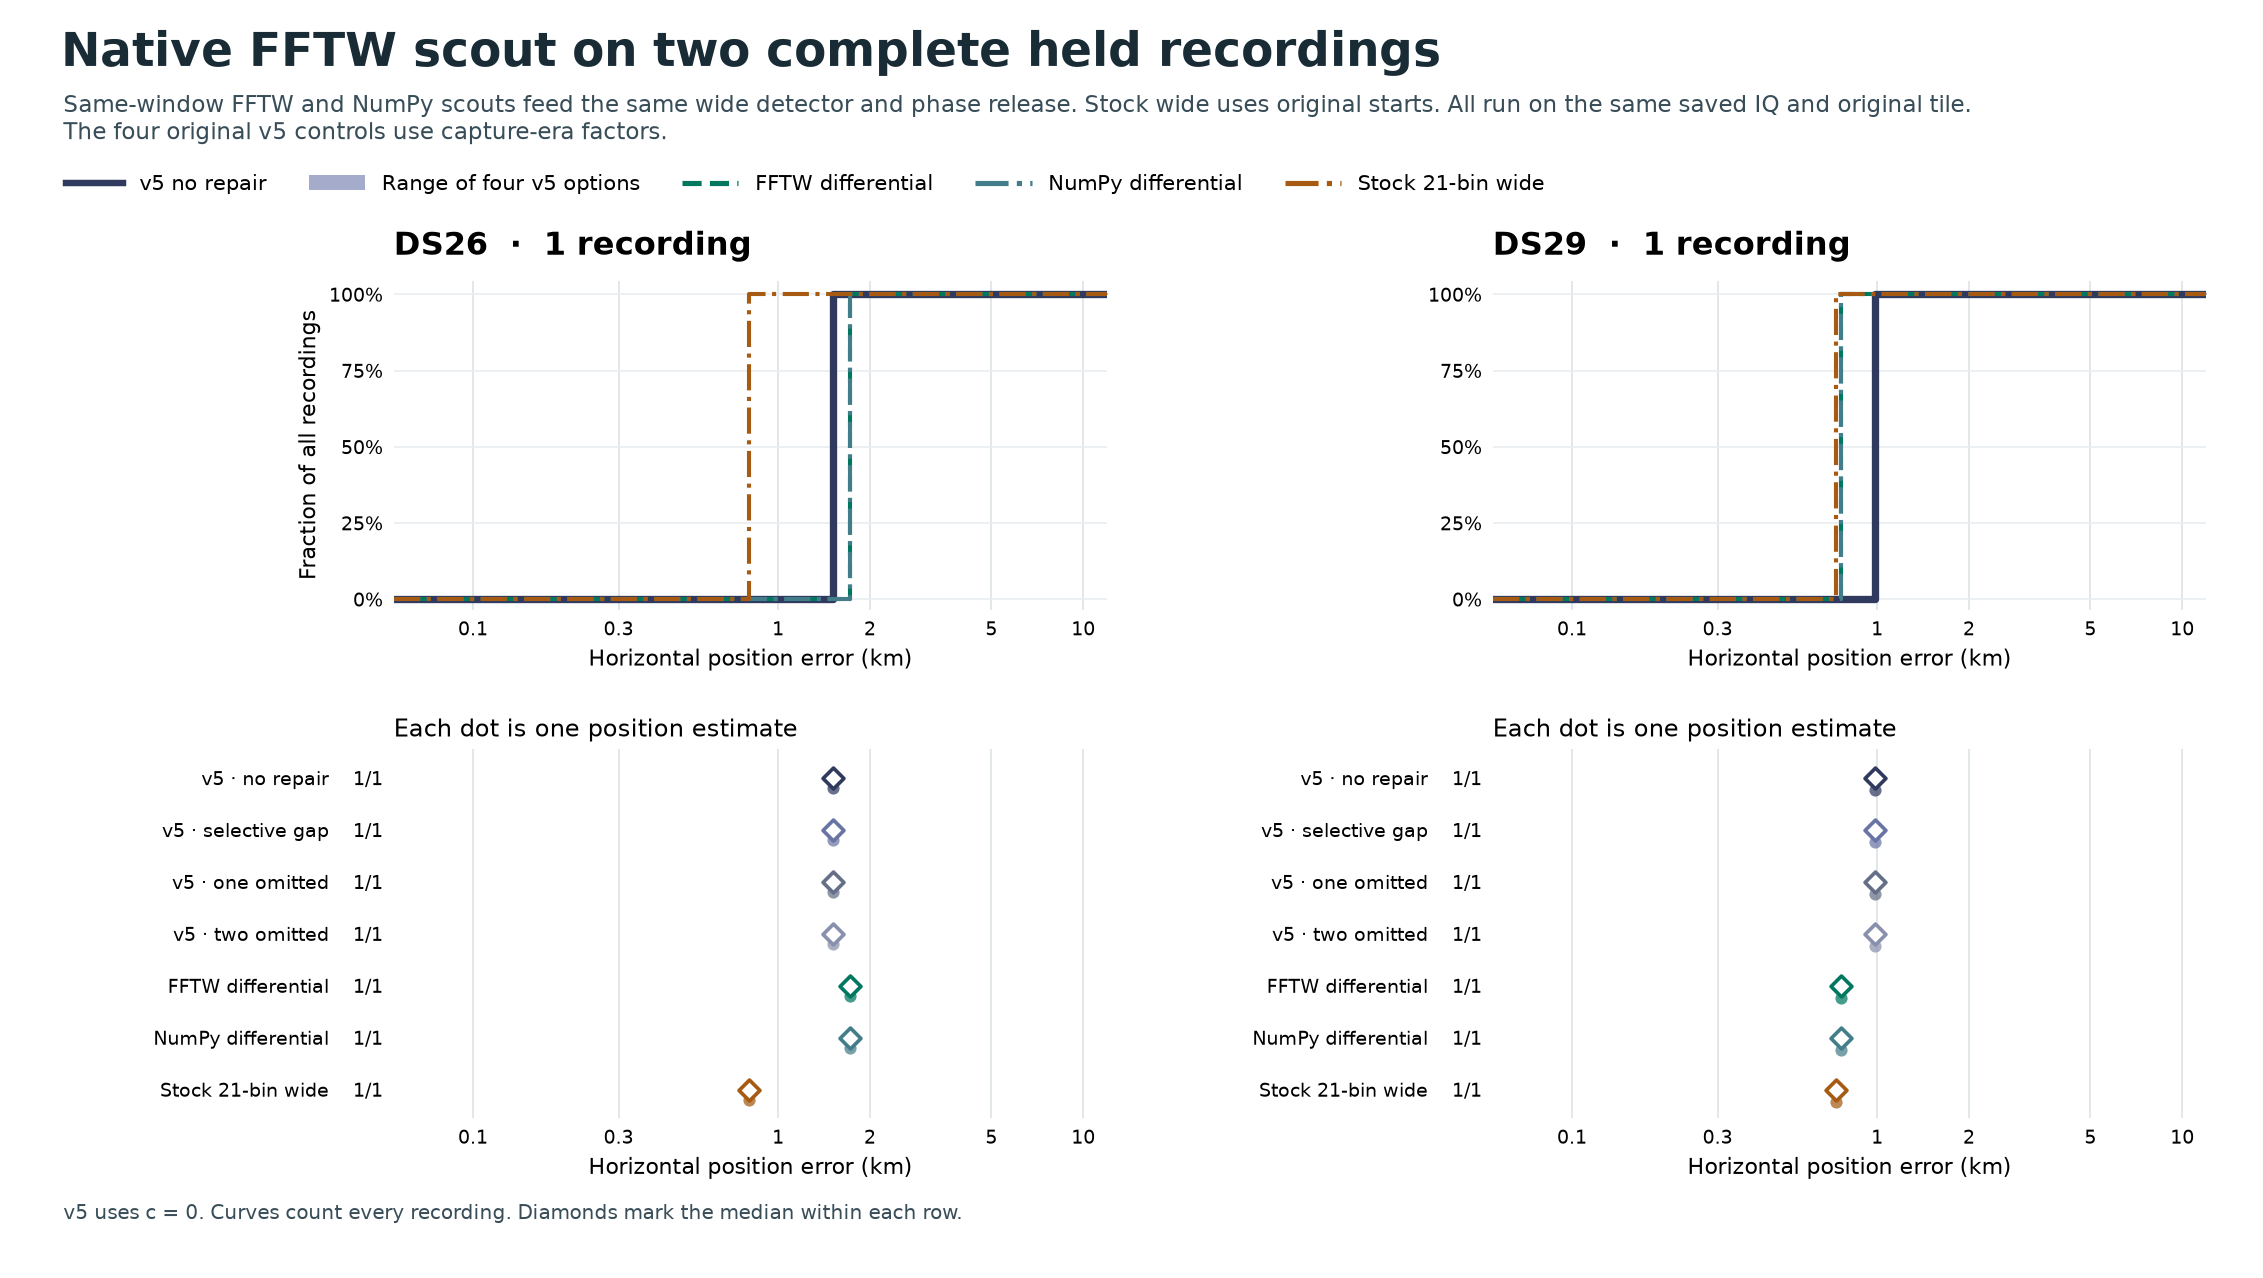 Native FFTW scout on two complete held recordings
Same-window FFTW and NumPy scouts feed the same wide detector and phase release. Stock wide uses original starts. All run on the same saved IQ and original tile.
The four original v5 controls use capture-era factors.
v5 no repair
Range of four v5 options
FFTW differential
NumPy differential
Stock 21-bin wide
DS26 · 1 recording
Fraction of all recordings
100%
75%
50%
25%
0%
0.1 0.3 1 2 5 10
Horizontal position error (km)
DS29 · 1 recording
100%
75%
50%
25%
0%
0.1 0.3 1 2 5 10
Horizontal position error (km)
Each dot is one position estimate
v5 · no repair 1/1
v5 · selective gap 1/1
v5 · one omitted 1/1
v5 · two omitted 1/1
FFTW differential 1/1
NumPy differential 1/1
Stock 21-bin wide 1/1
0.1 0.3 1 2 5 10
Horizontal position error (km)
Each dot is one position estimate
v5 · no repair 1/1
v5 · selective gap 1/1
v5 · one omitted 1/1
v5 · two omitted 1/1
FFTW differential 1/1
NumPy differential 1/1
Stock 21-bin wide 1/1
0.1 0.3 1 2 5 10
Horizontal position error (km)
v5 uses c = 0. Curves count every recording. Diamonds mark the median within each row.